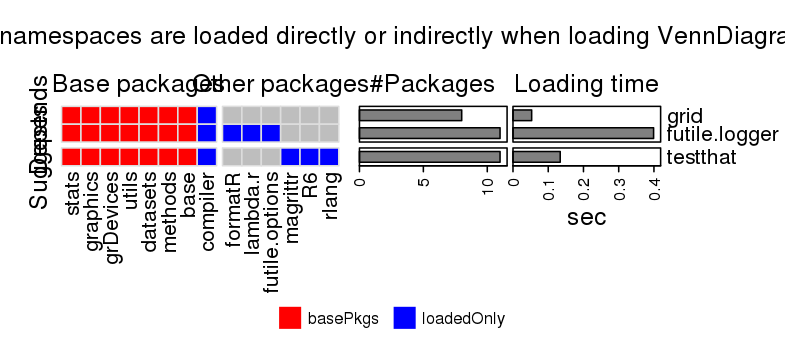 namespaces are loaded directly or indirectly when loading VennDiagra
Base packages Other packages #Packages Loading time
Depends
Suggests
grid
futile.logger
testthat
stats
graphics
grDevices
utils
datasets
methods
base
compiler
formatR
lambda.r
futile.options
magrittr
R6
rlang
0 5 10
0 0.1 0.2 0.3 0.4
sec
basePkgs loadedOnly